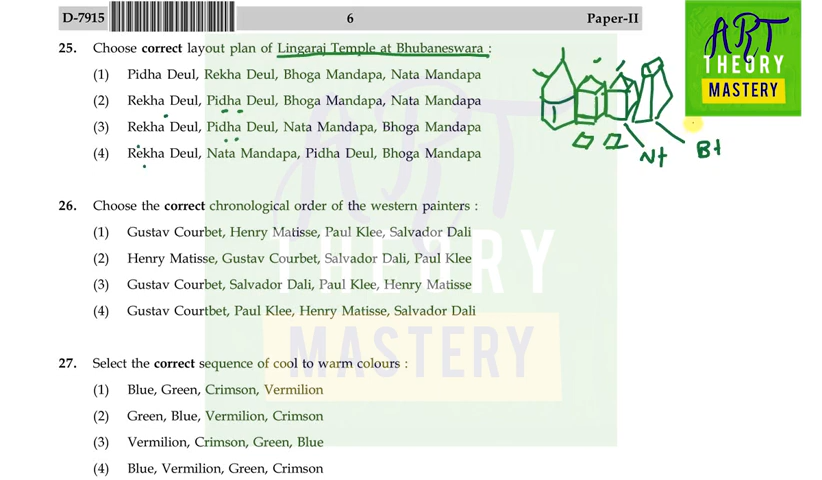 D-7915 6 Paper-II
ART
THEORY
MASTERY
25. Choose correct layout plan of Lingaraj Temple at Bhubaneswara :
(1) Pidha Deul, Rekha Deul, Bhoga Mandapa, Nata Mandapa
(2) Rekha Deul, Pidha Deul, Bhoga Mandapa, Nata Mandapa
(3) Rekha Deul, Pidha Deul, Nata Mandapa, Bhoga Mandapa
(4) Rekha Deul, Nata Mandapa, Pidha Deul, Bhoga Mandapa
Nt Bt
26. Choose the correct chronological order of the western painters :
(1) Gustav Courbet, Henry Matisse, Paul Klee, Salvador Dali
(2) Henry Matisse, Gustav Courbet, Salvador Dali, Paul Klee
(3) Gustav Courbet, Salvador Dali, Paul Klee, Henry Matisse
(4) Gustav Courtbet, Paul Klee, Henry Matisse, Salvador Dali
27. Select the correct sequence of cool to warm colours :
(1) Blue, Green, Crimson, Vermilion
(2) Green, Blue, Vermilion, Crimson
(3) Vermilion, Crimson, Green, Blue
(4) Blue, Vermilion, Green, Crimson
ART
THEORY
MASTERY